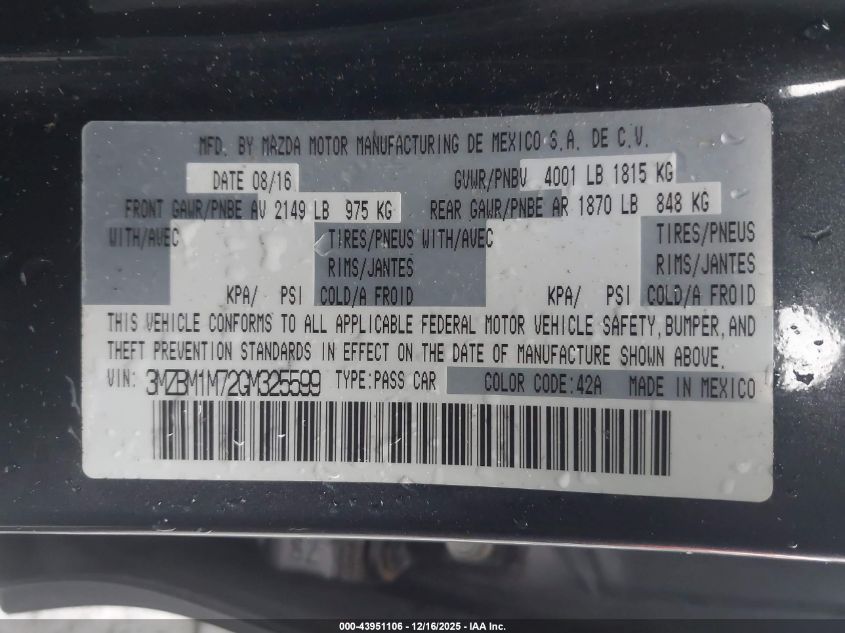 MFD. BY MAZDA MOTOR MANUFACTURING DE MEXICO S.A. DE C.V.
DATE 08/16 GVWR/PNBV 4001 LB 1815 KG
FRONT GAWR/PNBE AV 2149 LB 975 KG REAR GAWR/PNBE AR 1870 LB 848 KG
WITH/AVEC TIRES/PNEUS WITH/AVEC TIRES/PNEUS
RIMS/JANTES RIMS/JANTES
KPA/ PSI COLD/A FROID KPA/ PSI COLD/A FROID
THIS VEHICLE CONFORMS TO ALL APPLICABLE FEDERAL MOTOR VEHICLE SAFETY, BUMPER, AND
THEFT PREVENTION STANDARDS IN EFFECT ON THE DATE OF MANUFACTURE SHOWN ABOVE.
VIN: 3MZBM1M72GM325599 TYPE:PASS CAR COLOR CODE:42A MADE IN MEXICO
000-43951106 - 12/16/2025 - IAA Inc.